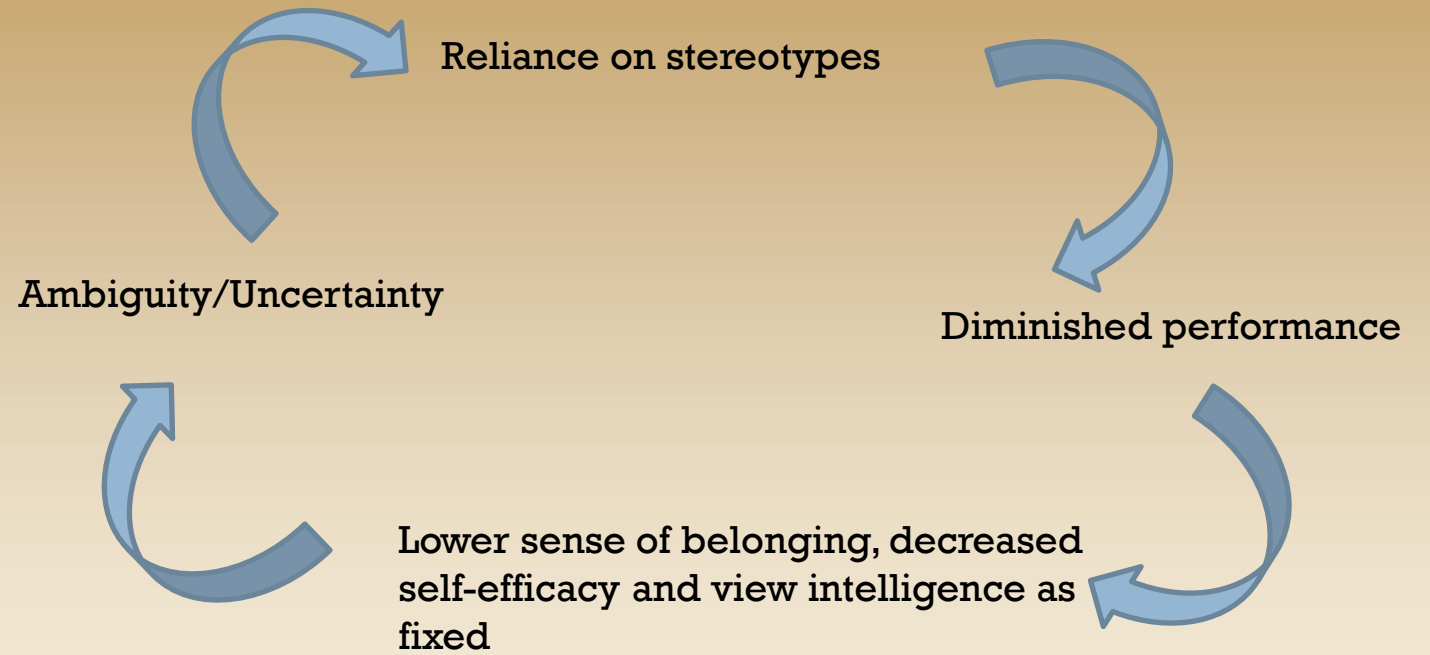 Reliance on stereotypes
Ambiguity/Uncertainty
Diminished performance
Lower sense of belonging, decreased
self-efficacy and view intelligence as
fixed